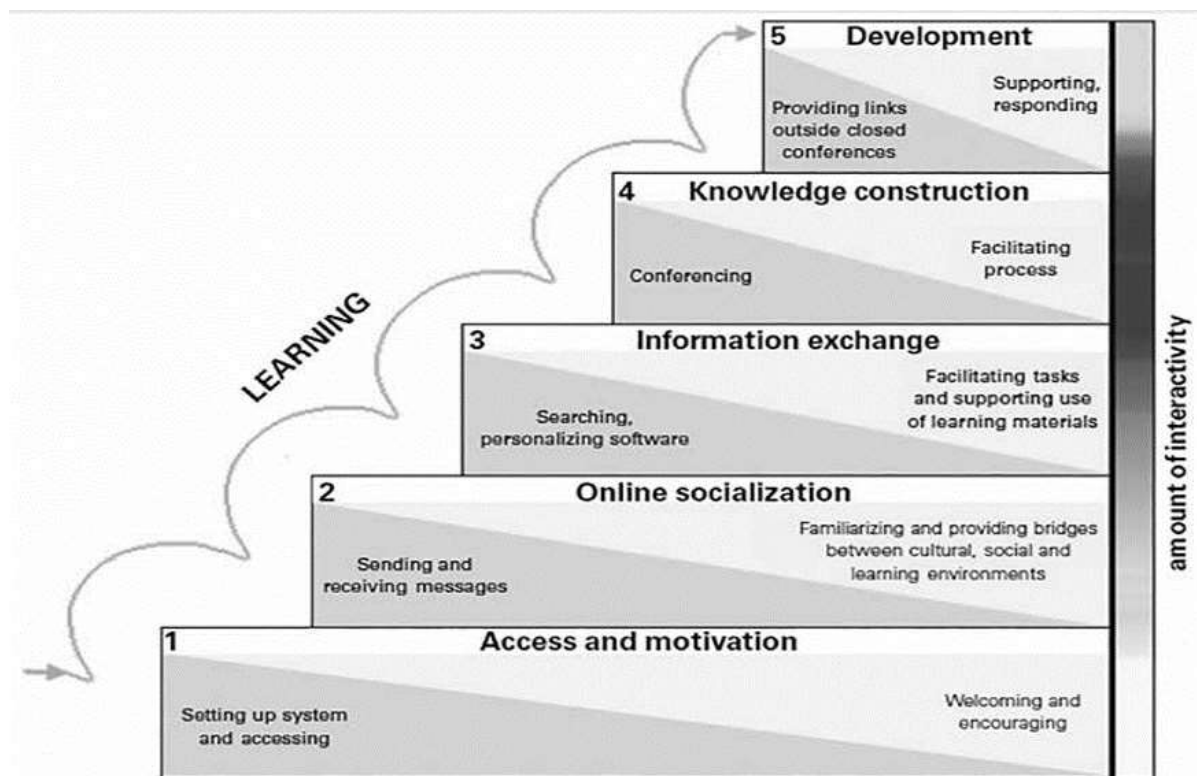 5 Development
Supporting,
responding
Providing links
outside closed
conferences
4 Knowledge construction
Facilitating
process
Conferencing
LEARNING
3 Information exchange
Facilitating tasks
and supporting use
of learning materials
Searching,
personalizing software
2 Online socialization
Familiarizing and providing bridges
between cultural, social and
learning environments
Sending and
receiving messages
1 Access and motivation
Welcoming and
encouraging
Setting up system
and accessing
amount of interactivity